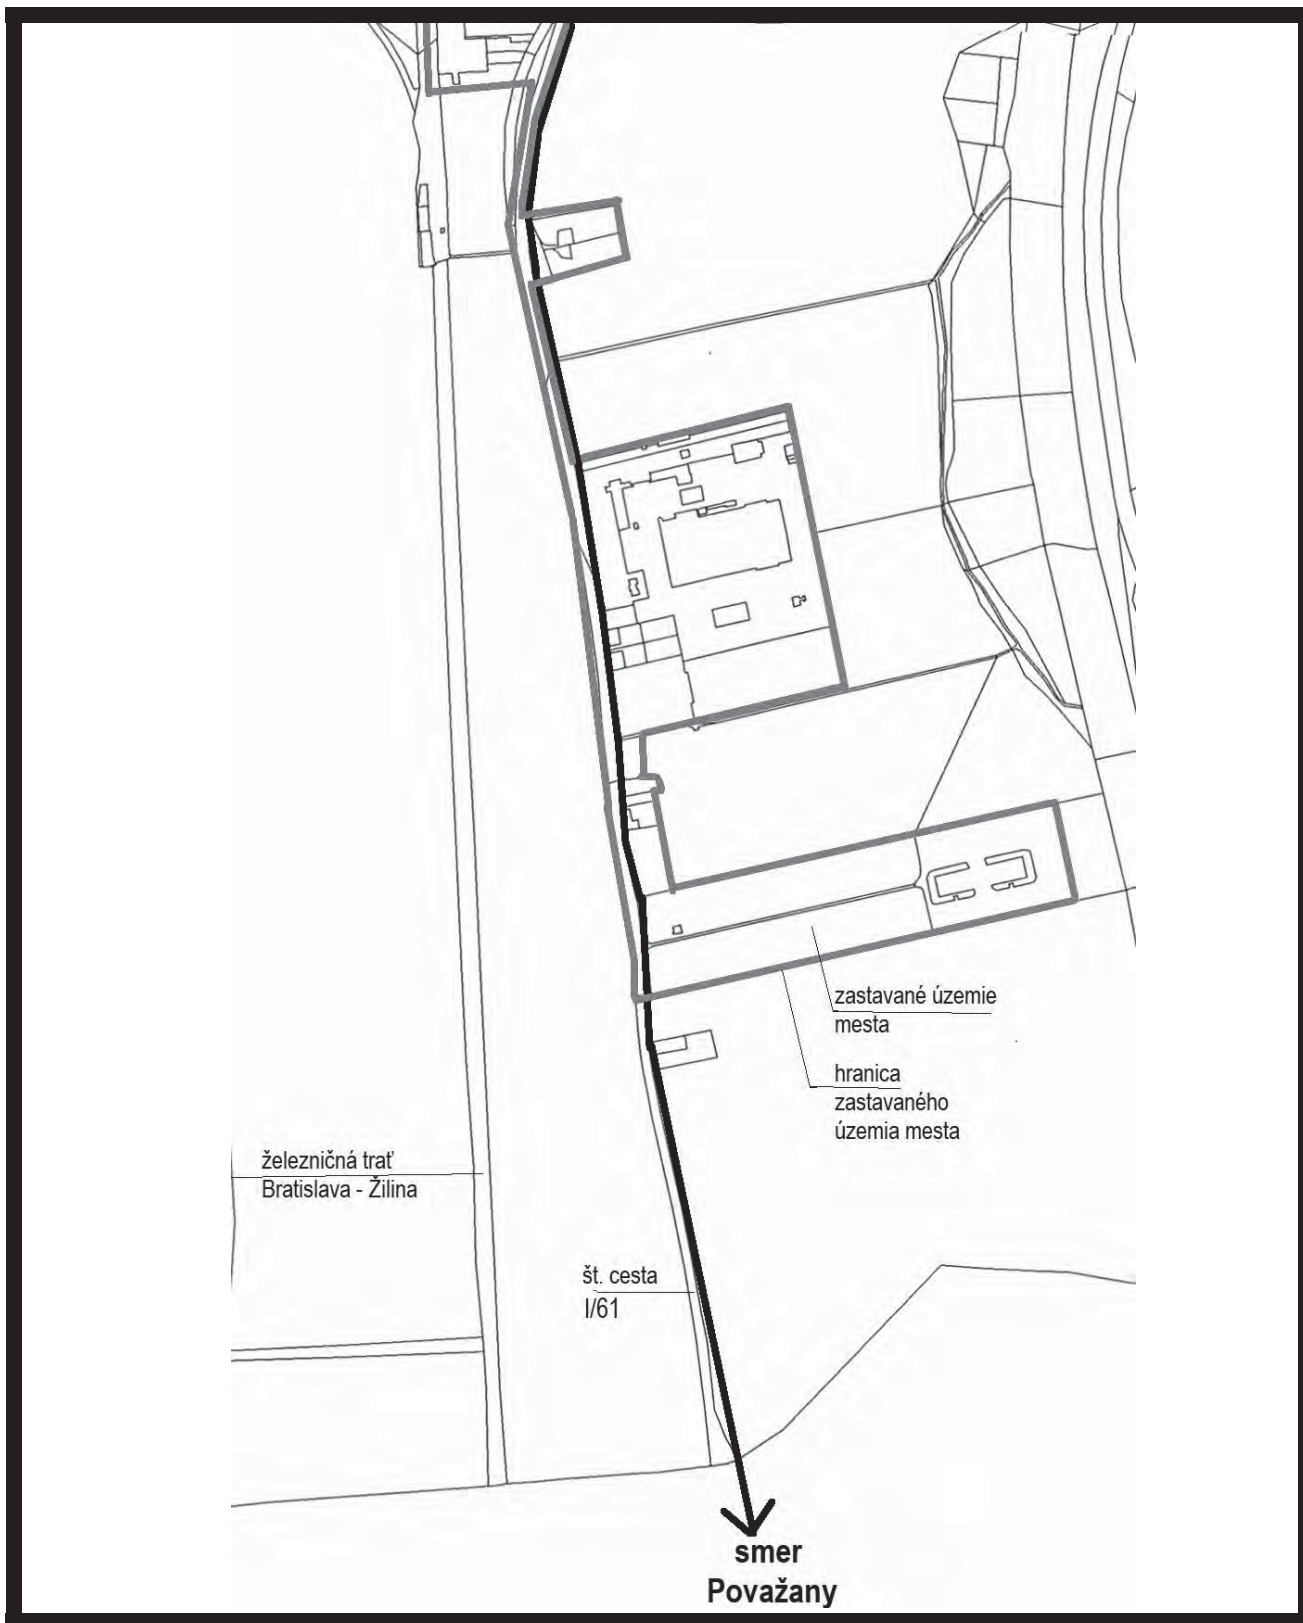 zastavané územie
mesta
hranica
zastavaného
územia mesta
železničná trať
Bratislava - Žilina
št. cesta
I/61
smer
Považany